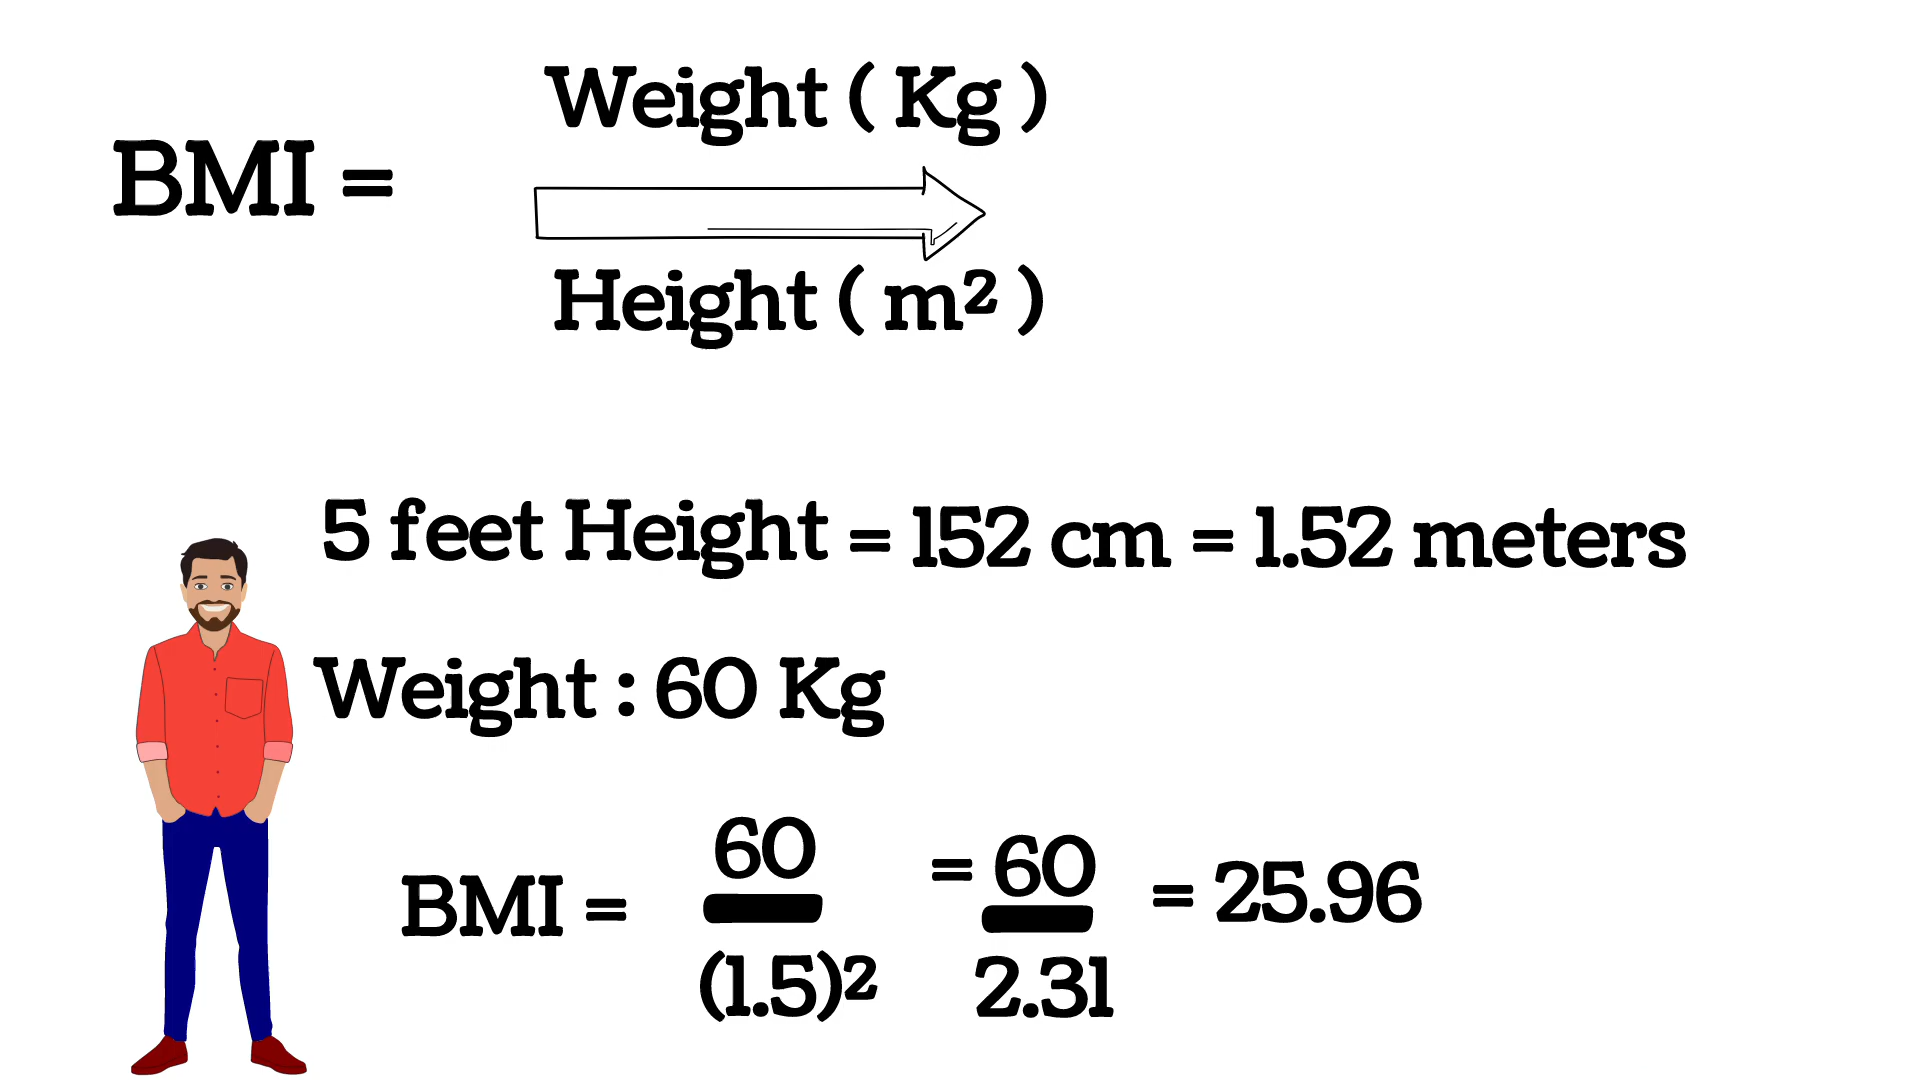 Weight ( Kg )
BMI =
Height ( m² )
5 feet Height = 152 cm = 1.52 meters
Weight : 60 Kg
60 = 60
BMI = = 25.96
(1.5)² 2.31